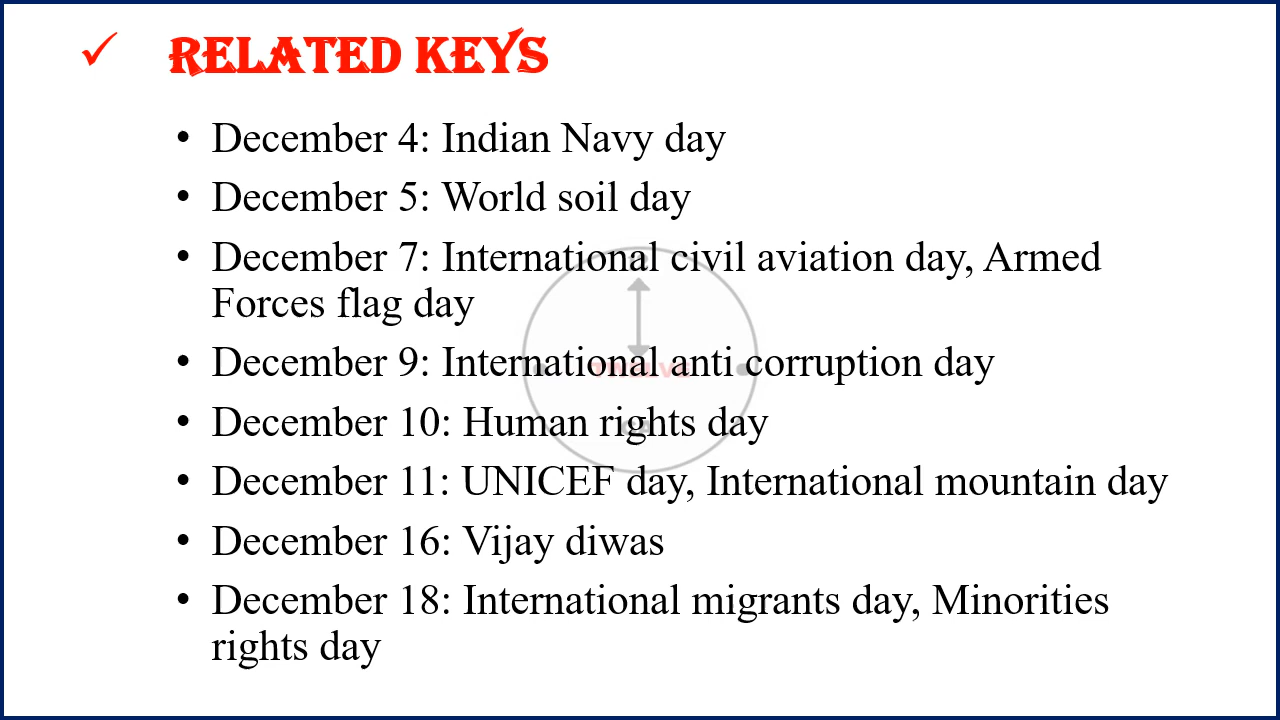 ✓ RELATED KEYS
• December 4: Indian Navy day
• December 5: World soil day
• December 7: International civil aviation day, Armed
Forces flag day
• December 9: International anti corruption day
• December 10: Human rights day
• December 11: UNICEF day, International mountain day
• December 16: Vijay diwas
• December 18: International migrants day, Minorities
rights day